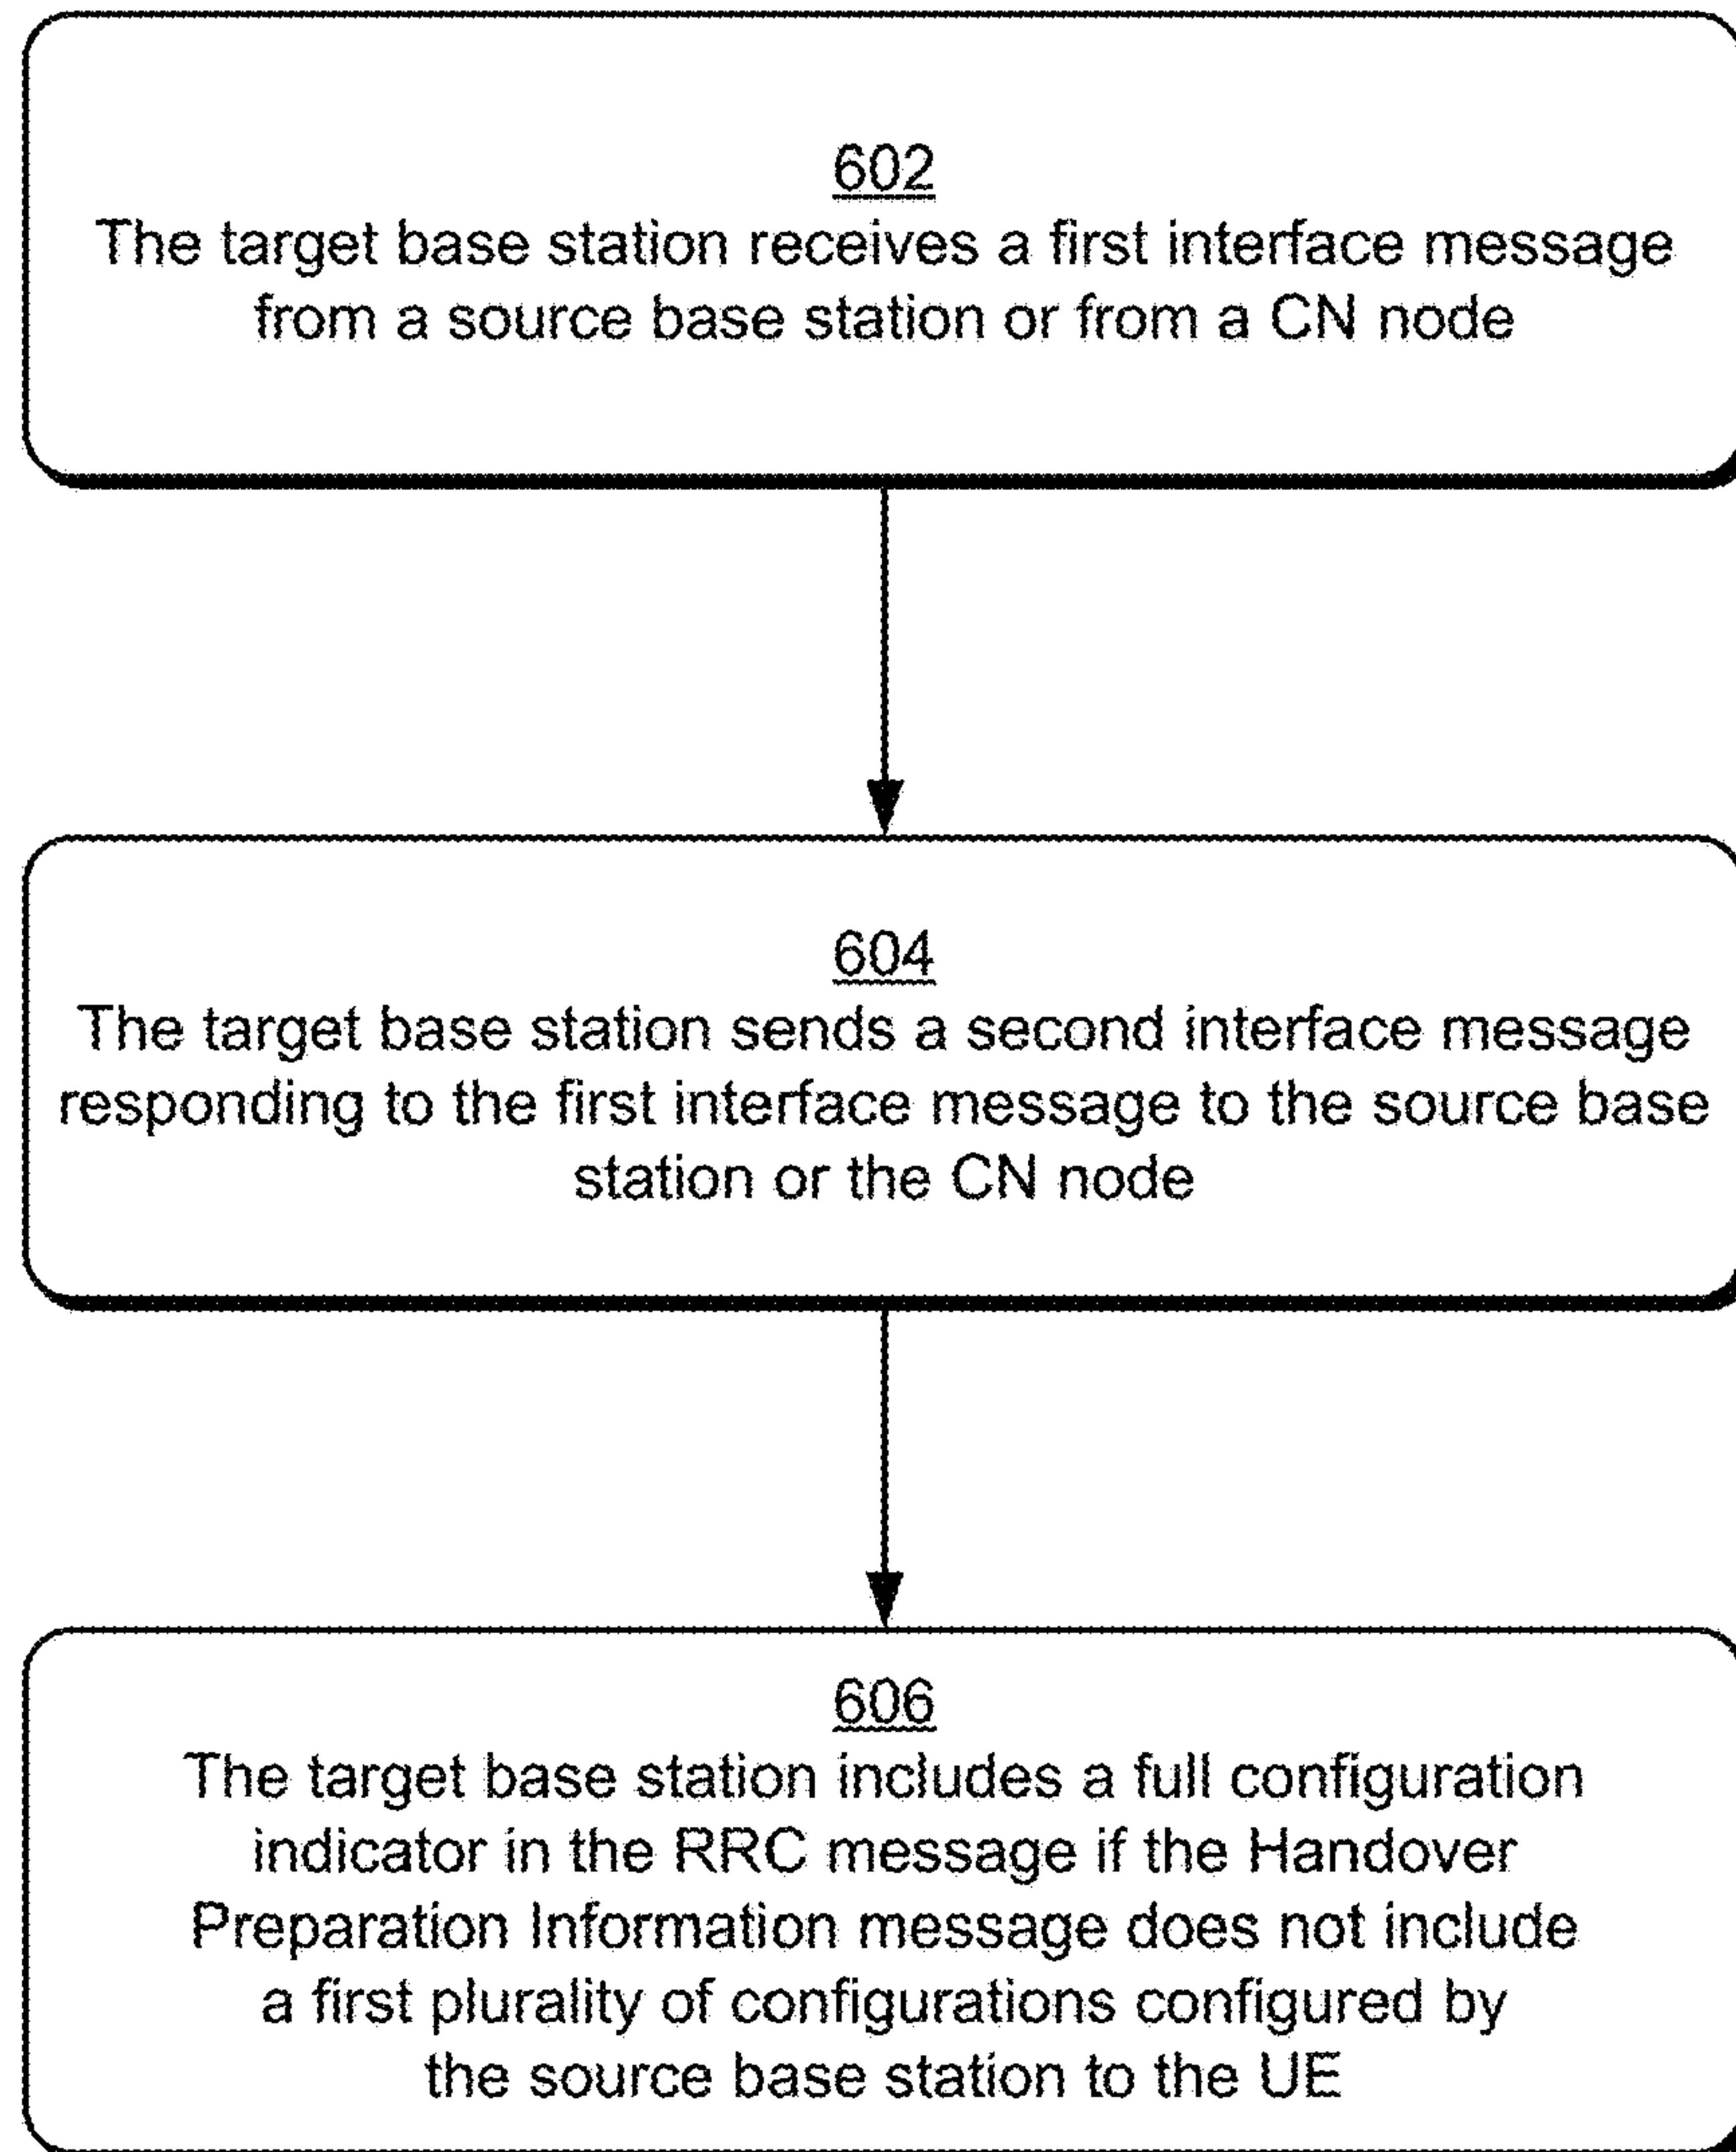 602
The target base station receives a first interface message
from a source base station or from a CN node
604
The target base station sends a second interface message
responding to the first interface message to the source base
station or the CN node
606
The target base station includes a full configuration
indicator in the RRC message if the Handover
Preparation Information message does not include
a first plurality of configurations configured by
the source base station to the UE